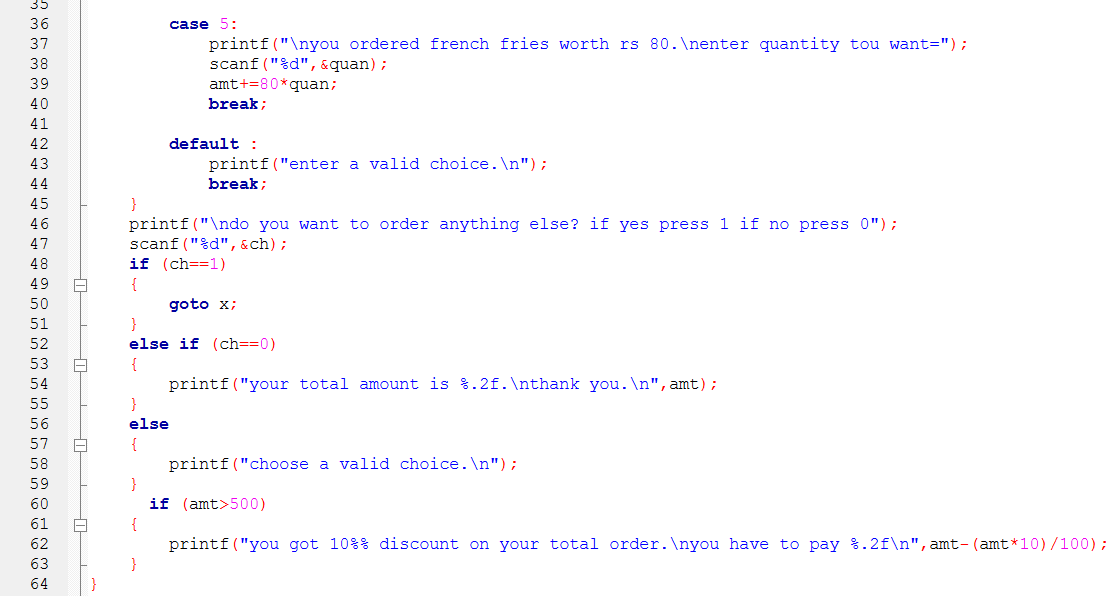 35
36 case 5:
37 printf("\nyou ordered french fries worth rs 80.\nenter quantity tou want=");
38 scanf("%d",&quan);
39 amt+=80*quan;
40 break;
41
42 default :
43 printf("enter a valid choice.\n");
44 break;
45 }
46 printf("\ndo you want to order anything else? if yes press 1 if no press 0");
47 scanf("%d",&ch);
48 if (ch==1)
49 {
50 goto x;
51 }
52 else if (ch==0)
53 {
54 printf("your total amount is %.2f.\nthank you.\n",amt);
55 }
56 else
57 {
58 printf("choose a valid choice.\n");
59 }
60 if (amt>500)
61 {
62 printf("you got 10%% discount on your total order.\nyou have to pay %.2f\n",amt-(amt*10)/100);
63 }
64 }